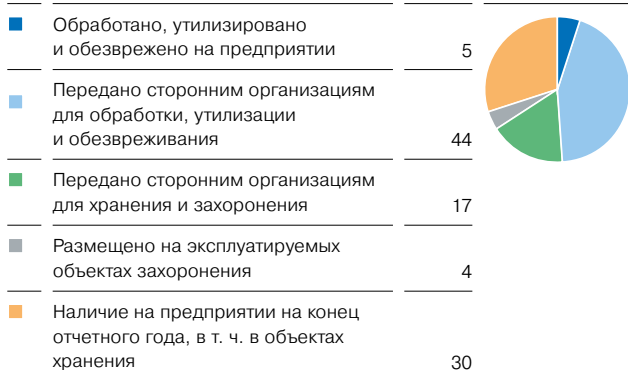 Обработано, утилизировано
и обезврежено на предприятии 5
Передано сторонним организациям
для обработки, утилизации
и обезвреживания 44
Передано сторонним организациям
для хранения и захоронения 17
Размещено на эксплуатируемых
объектах захоронения 4
Наличие на предприятии на конец
отчетного года, в т. ч. в объектах
хранения 30